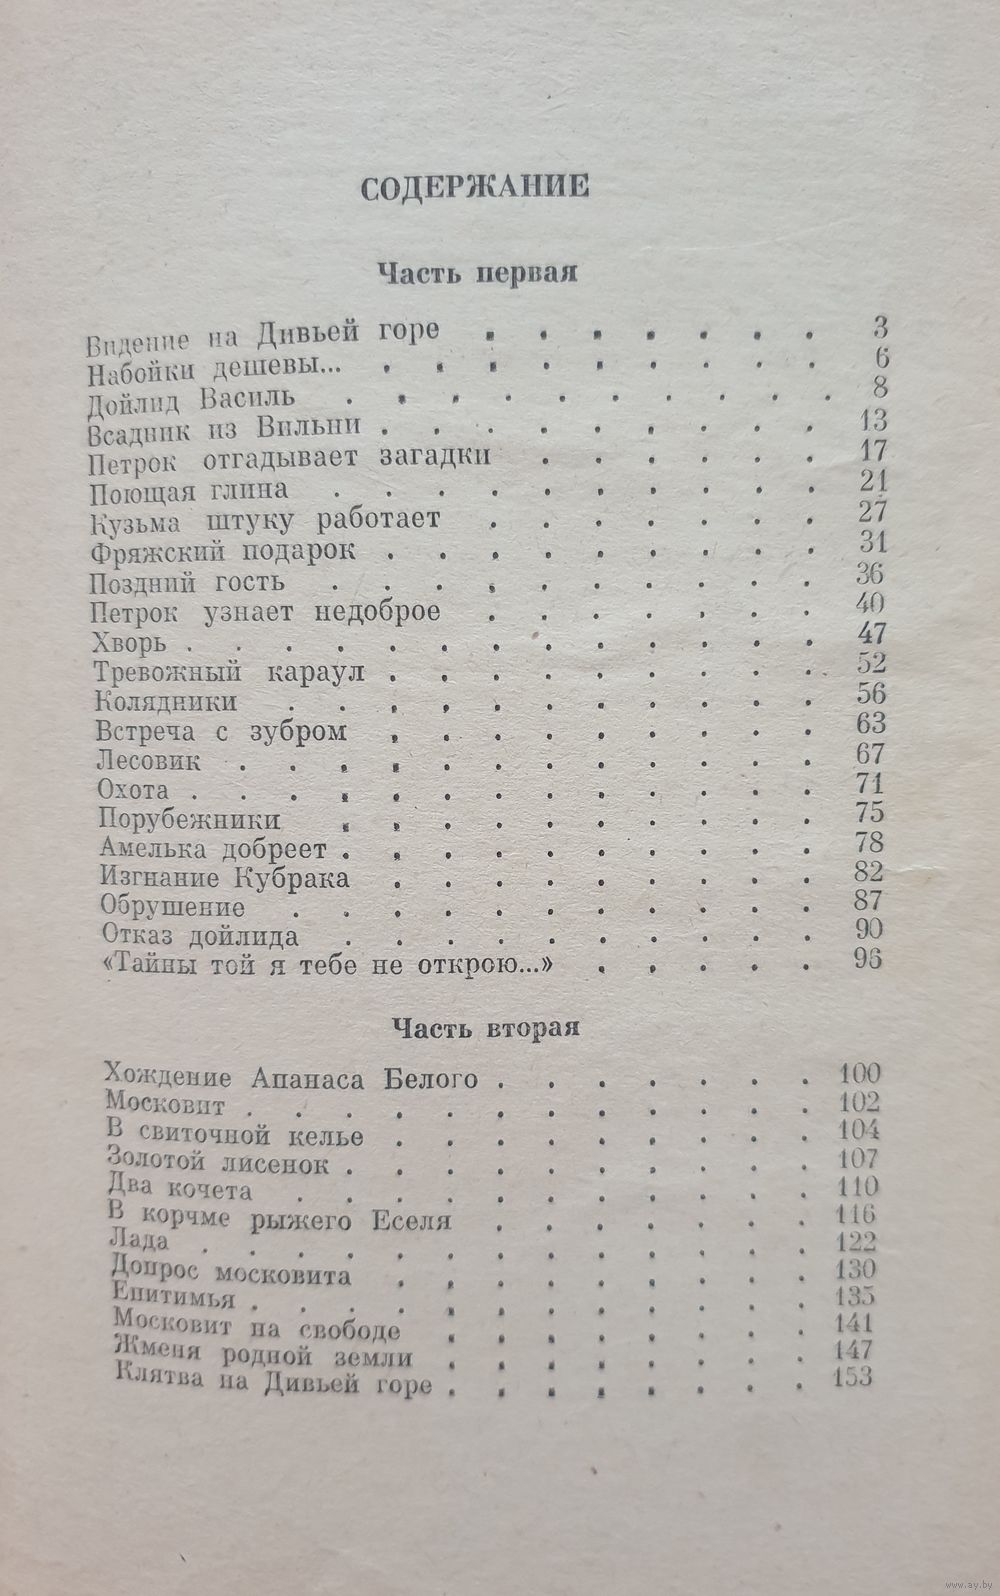 СОДЕРЖАНИЕ
Часть первая
Видение на Дивьей горе . . . . . . . 3
Набойки дешевы... . . . . . . . . . 6
Дойлид Василь . . . . . . . . . . 8
Всадник из Вильни . . . . . . . . . 13
Петрок отгадывает загадки . . . . . . 17
Поющая глина . . . . . . . . . . 21
Кузьма штуку работает . . . . . . . 27
Фряжский подарок . . . . . . . . . 31
Поздний гость . . . . . . . . . . 36
Петрок узнает недоброе . . . . . . . 40
Хворь . . . . . . . . . . . . . 47
Тревожный караул . . . . . . . . . 52
Колядники . . . . . . . . . . . 56
Встреча с зубром . . . . . . . . . 63
Лесовик . . . . . . . . . . . . 67
Охота . . . . . . . . . . . . . 71
Порубежники . . . . . . . . . . 75
Амелька добреет . . . . . . . . . . 78
Изгнание Кубрака . . . . . . . . . 82
Обрушение . . . . . . . . . . . 87
Отказ дойлида . . . . . . . . . . 90
«Тайны той я тебе не открою...» . . . . . 96
Часть вторая
Хождение Апанаса Белого . . . . . . . 100
Московит . . . . . . . . . . . . 102
В свиточной келье . . . . . . . . . 104
Золотой лисенок . . . . . . . . . . 107
Два кочета . . . . . . . . . . . 110
В корчме рыжего Еселя . . . . . . . 116
Лада . . . . . . . . . . . . . 122
Допрос московита . . . . . . . . . 130
Епитимья . . . . . . . . . . . . 135
Московит на свободе . . . . . . . . 141
Жменя родной земли . . . . . . . . 147
Клятва на Дивьей горе . . . . . . . . 153
www.ay.by